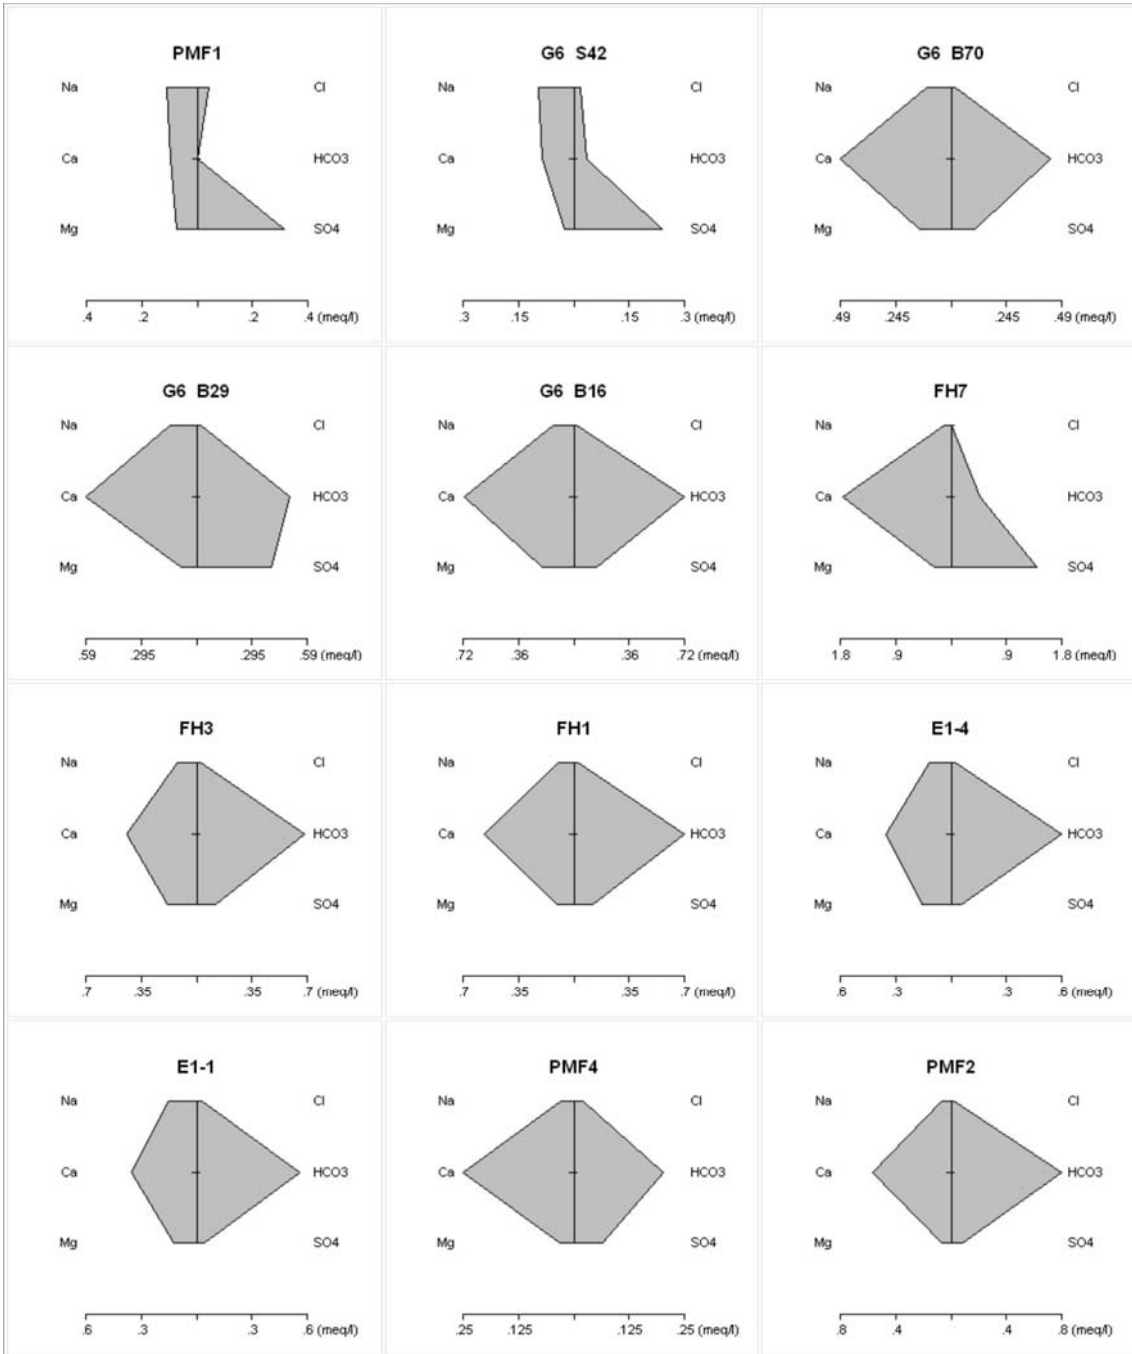 PMF1 G6 S42 G6 B70
Na Cl Na Cl Na Cl
Ca HCO3 Ca HCO3 Ca HCO3
Mg SO4 Mg SO4 Mg SO4
.4 .2 .2 .4 (meq/l) .3 .15 .15 .3 (meq/l) .49 .245 .245 .49 (meq/l)
G6 B29 G6 B16 FH7
Na Cl Na Cl Na Cl
Ca HCO3 Ca HCO3 Ca HCO3
Mg SO4 Mg SO4 Mg SO4
.59 .295 .295 .59 (meq/l) .72 .36 .36 .72 (meq/l) 1.8 .9 .9 1.8 (meq/l)
FH3 FH1 E1-4
Na Cl Na Cl Na Cl
Ca HCO3 Ca HCO3 Ca HCO3
Mg SO4 Mg SO4 Mg SO4
.7 .35 .35 .7 (meq/l) .7 .35 .35 .7 (meq/l) .6 .3 .3 .6 (meq/l)
E1-1 PMF4 PMF2
Na Cl Na Cl Na Cl
Ca HCO3 Ca HCO3 Ca HCO3
Mg SO4 Mg SO4 Mg SO4
.6 .3 .3 .6 (meq/l) .25 .125 .125 .25 (meq/l) .8 .4 .4 .8 (meq/l)